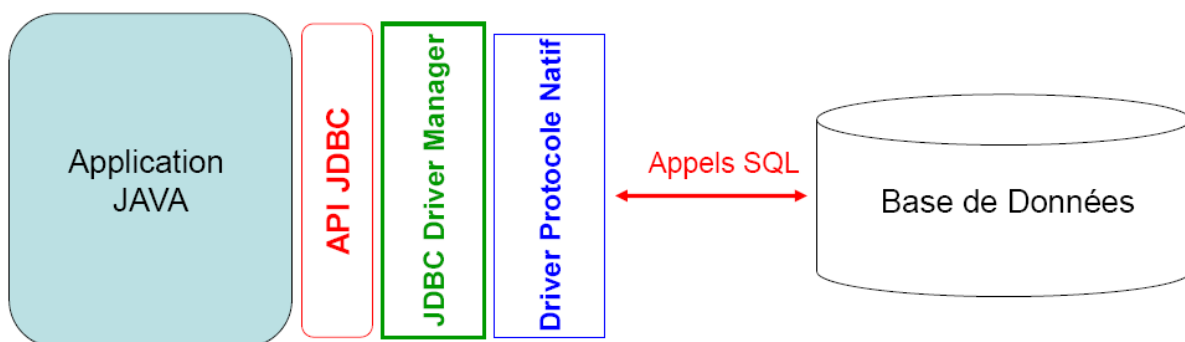 Application
JAVA
API JDBC
JDBC Driver Manager
Driver Protocole Natif
Appels SQL
Base de Données